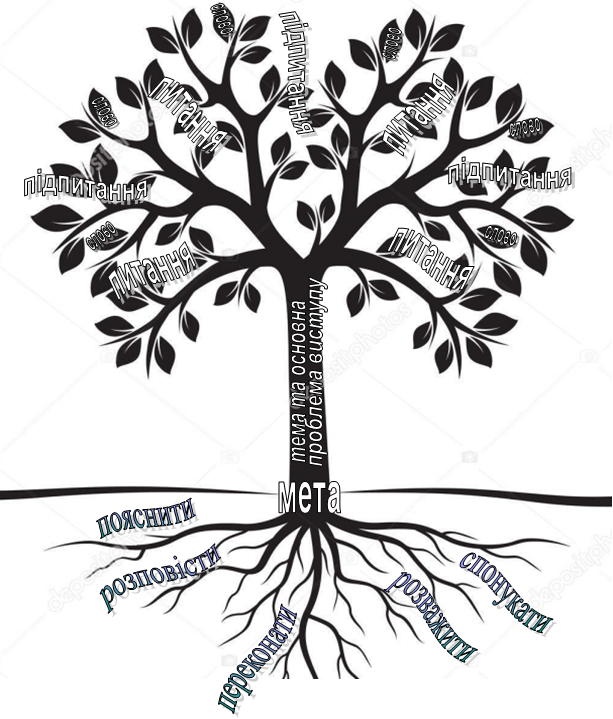 слово
підпитання
слово
питання
питання
слово
слово
підпитання
підпитання
слово
слово
питання
питання
тема та основна
проблема виступу
мета
пояснити
розповісти
переконати
розважити
спонукати
depositphotos